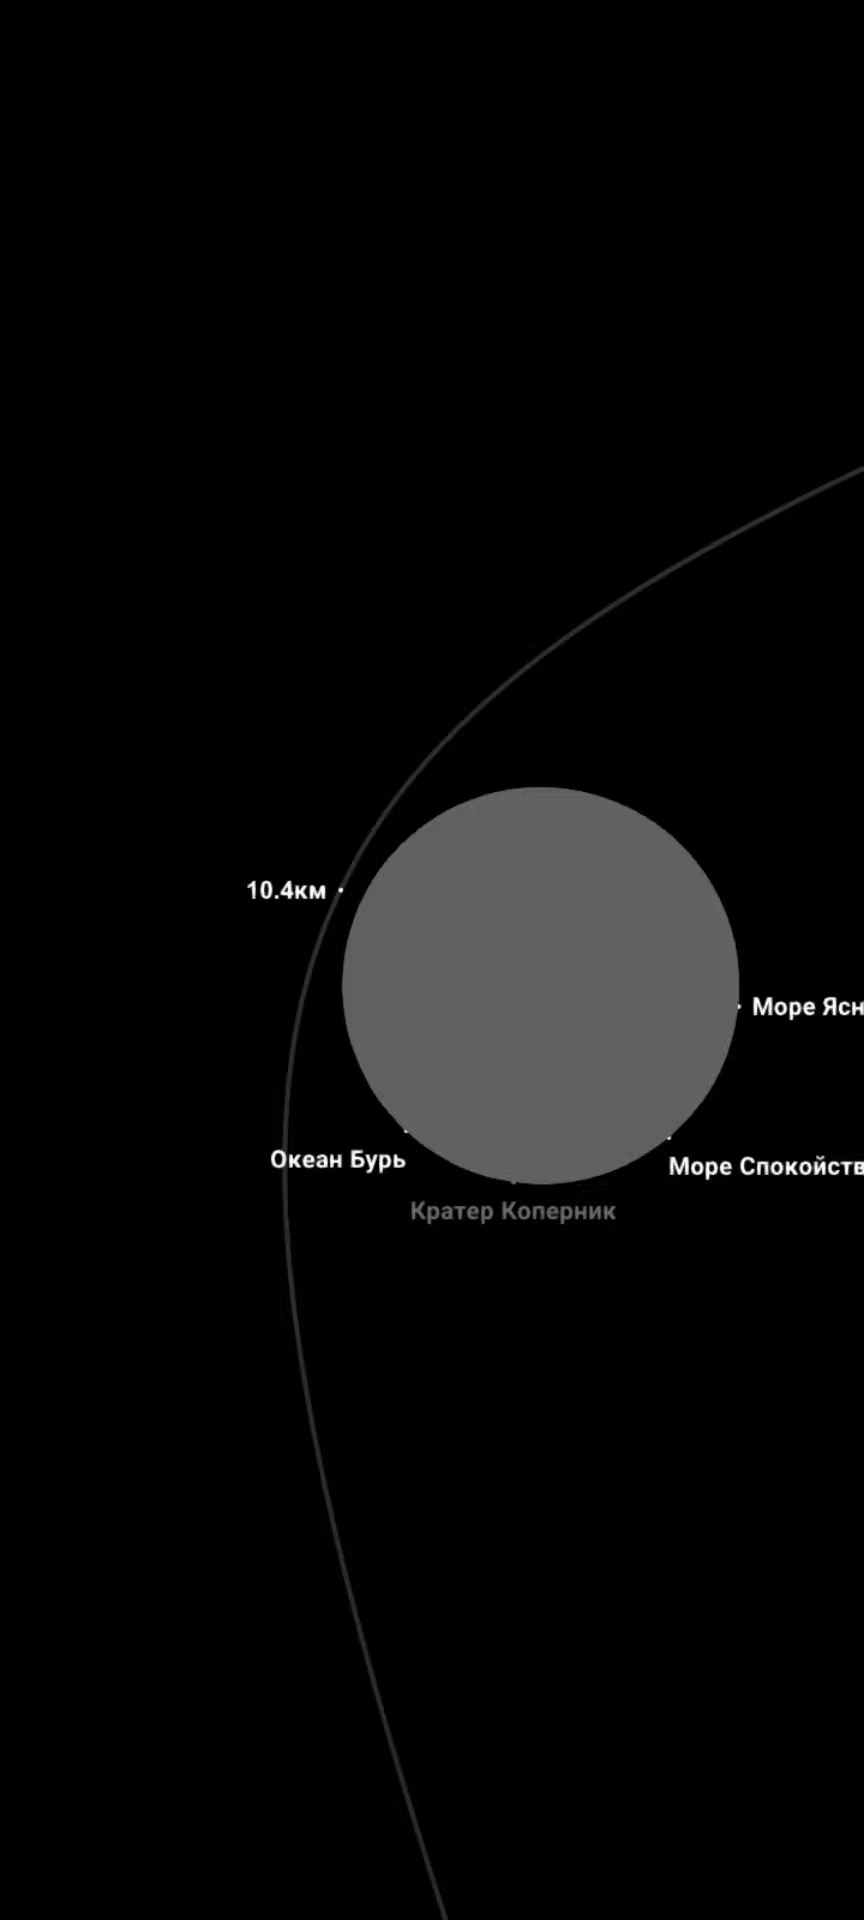 10.4км
Море Ясн
Океан Бурь
Море Спокойств
Кратер Коперник